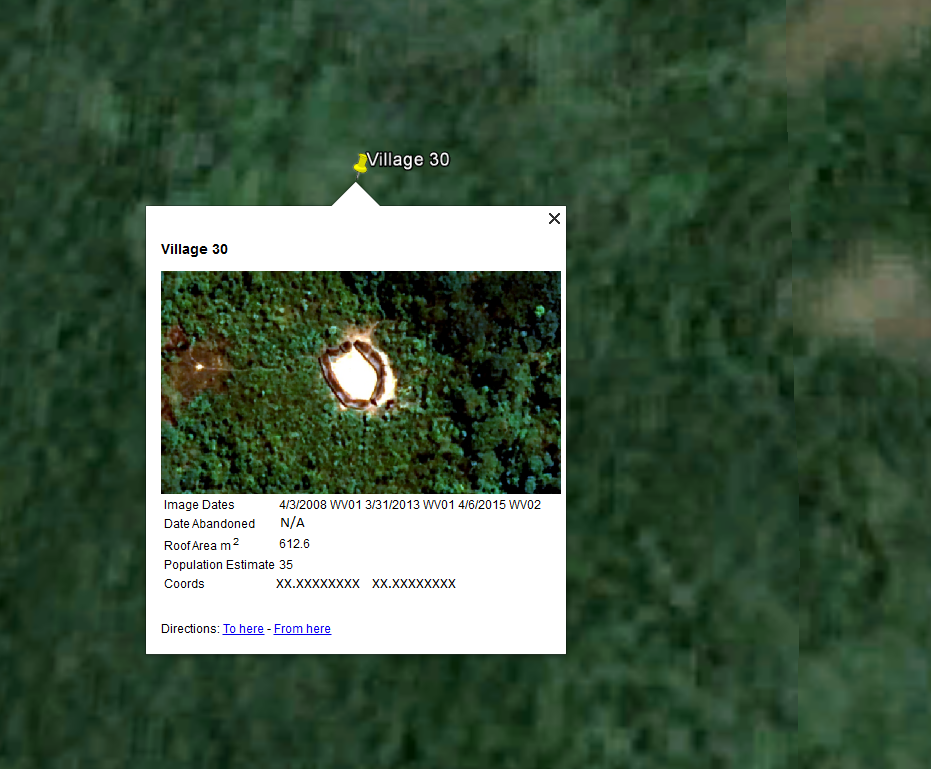 Village 30
Village 30
Image Dates 4/3/2008 WV01 3/31/2013 WV01 4/6/2015 WV02
Date Abandoned N/A
Roof Area m² 612.6
Population Estimate 35
Coords XX.XXXXXXXX XX.XXXXXXXX
Directions: To here - From here